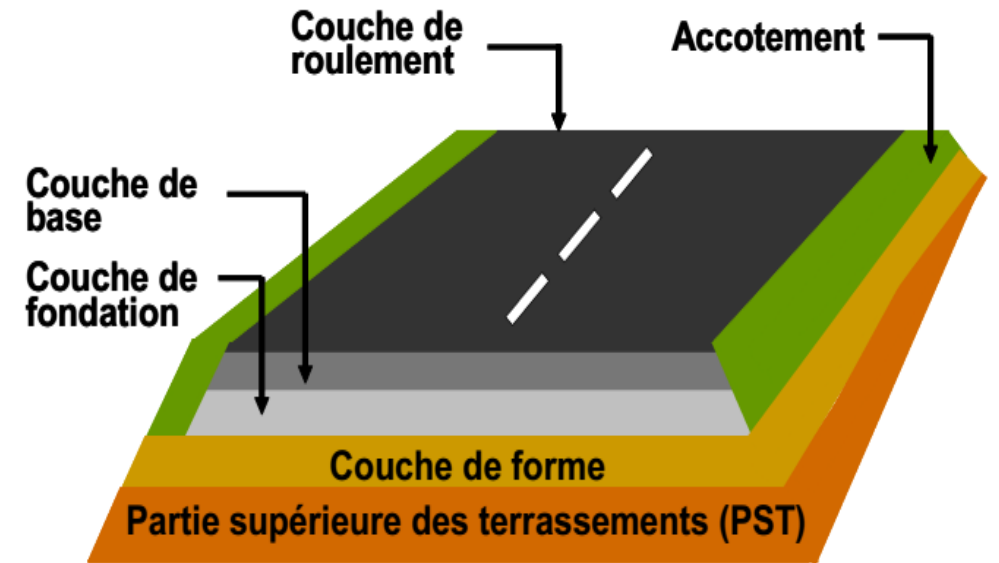 Couche de
roulement
Accotement
Couche de
base
Couche de
fondation
Couche de forme
Partie supérieure des terrassements (PST)